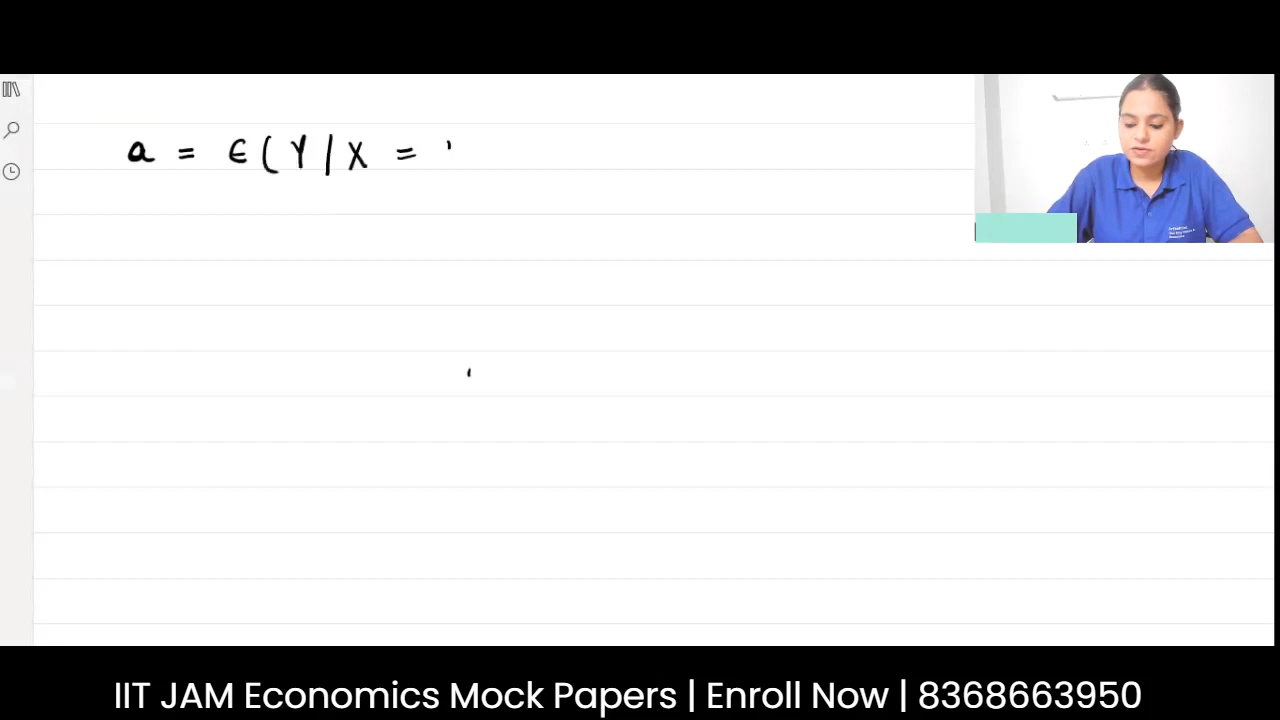 a = E(Y|X =
IIT JAM Economics Mock Papers | Enroll Now | 8368663950